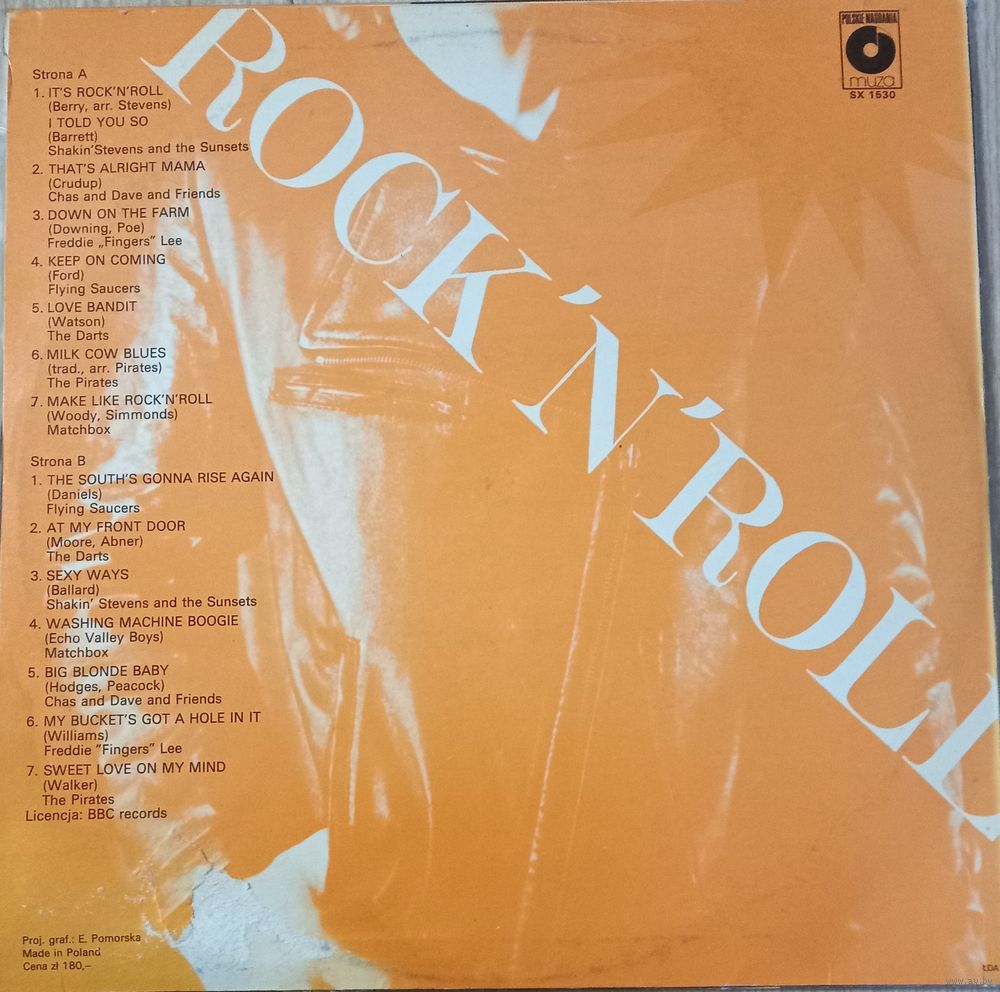 ROCK'N'ROLL
POLSKIE NAGRANIA
muza
SX 1530
Strona A
1. IT'S ROCK'N'ROLL
(Berry, arr. Stevens)
I TOLD YOU SO
(Barrett)
Shakin'Stevens and the Sunsets
2. THAT'S ALRIGHT MAMA
(Crudup)
Chas and Dave and Friends
3. DOWN ON THE FARM
(Downing, Poe)
Freddie „Fingers” Lee
4. KEEP ON COMING
(Ford)
Flying Saucers
5. LOVE BANDIT
(Watson)
The Darts
6. MILK COW BLUES
(trad., arr. Pirates)
The Pirates
7. MAKE LIKE ROCK'N'ROLL
(Woody, Simmonds)
Matchbox
Strona B
1. THE SOUTH'S GONNA RISE AGAIN
(Daniels)
Flying Saucers
2. AT MY FRONT DOOR
(Moore, Abner)
The Darts
3. SEXY WAYS
(Ballard)
Shakin' Stevens and the Sunsets
4. WASHING MACHINE BOOGIE
(Echo Valley Boys)
Matchbox
5. BIG BLONDE BABY
(Hodges, Peacock)
Chas and Dave and Friends
6. MY BUCKET'S GOT A HOLE IN IT
(Williams)
Freddie "Fingers" Lee
7. SWEET LOVE ON MY MIND
(Walker)
The Pirates
Licencja: BBC records
Proj. graf.: E. Pomorska
Made in Poland
Cena zł 180,–
www.ay.by